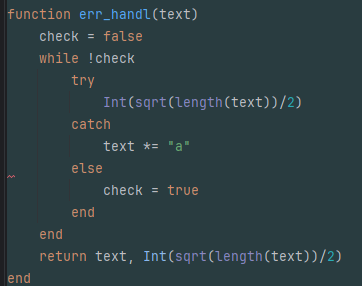 function err_handl(text)
    check = false
    while !check
        try
            Int(sqrt(length(text))/2)
        catch
            text *= "a"
        else
            check = true
        end
    end
    return text, Int(sqrt(length(text))/2)
end